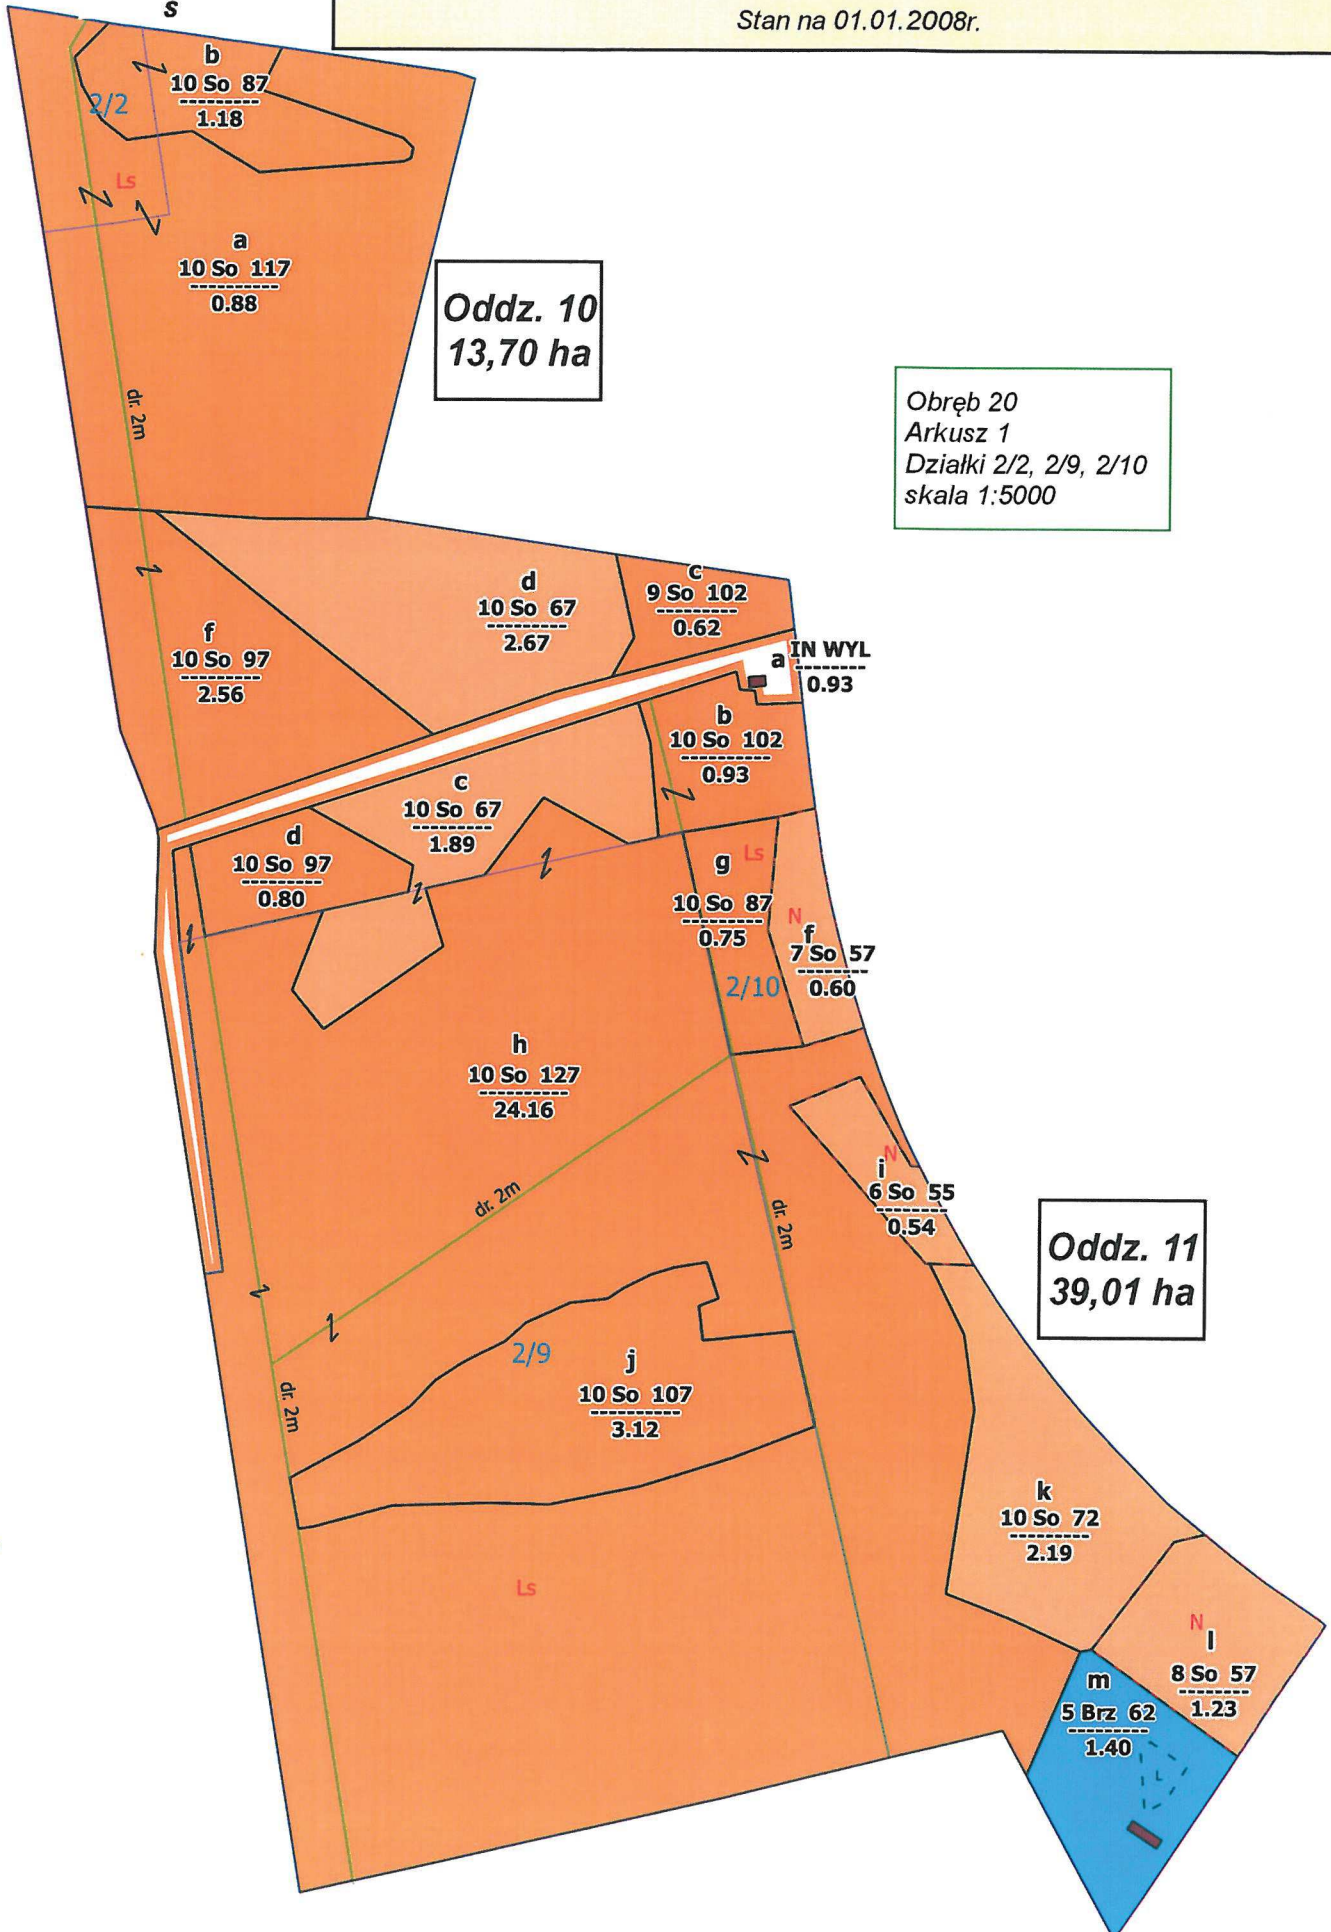 s
Stan na 01.01.2008r.
b
10 So 87
---------
1.18
2/2
Ls
a
10 So 117
----------
0.88
Oddz. 10
13,70 ha
dr. 2m
Obręb 20
Arkusz 1
Działki 2/2, 2/9, 2/10
skala 1:5000
d
10 So 67
---------
2.67
c
9 So 102
---------
0.62
f
10 So 97
---------
2.56
a
IN WYL
--------
0.93
b
10 So 102
----------
0.93
c
10 So 67
---------
1.89
d
10 So 97
---------
0.80
g
Ls
10 So 87
---------
0.75
N
f
7 So 57
--------
0.60
2/10
h
10 So 127
----------
24.16
dr. 2m
N
i
6 So 55
--------
0.54
dr. 2m
Oddz. 11
39,01 ha
2/9
j
10 So 107
----------
3.12
dr. 2m
k
10 So 72
---------
2.19
Ls
N
l
8 So 57
--------
1.23
m
5 Brz 62
---------
1.40
L